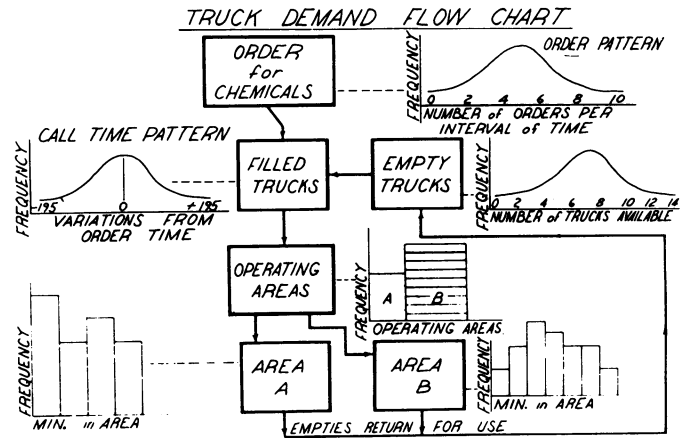 TRUCK DEMAND FLOW CHART
ORDER
for
CHEMICALS
ORDER PATTERN
FREQUENCY
0 2 4 6 8 10
NUMBER of ORDERS PER
INTERVAL of TIME
CALL TIME PATTERN
FREQUENCY
-195 0 +195
VARIATIONS FROM
ORDER TIME
FILLED
TRUCKS
EMPTY
TRUCKS
FREQUENCY
0 2 4 6 8 10 12 14
NUMBER of TRUCKS AVAILABLE
OPERATING
AREAS
FREQUENCY
A B
OPERATING AREAS
FREQUENCY
MIN. in AREA
AREA
A
AREA
B
FREQUENCY
MIN. in AREA
EMPTIES RETURN FOR USE